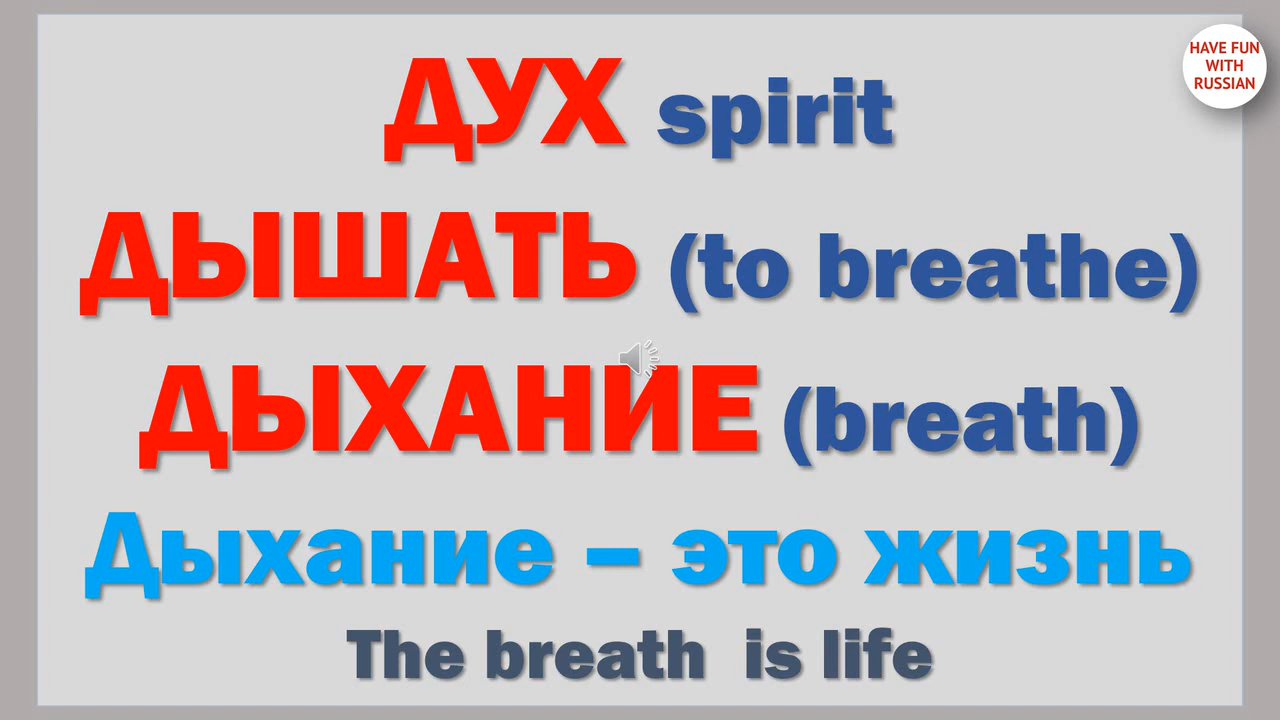 HAVE FUN
WITH
RUSSIAN
ДУХ spirit
ДЫШАТЬ (to breathe)
ДЫХАНИЕ (breath)
Дыхание – это жизнь
The breath is life